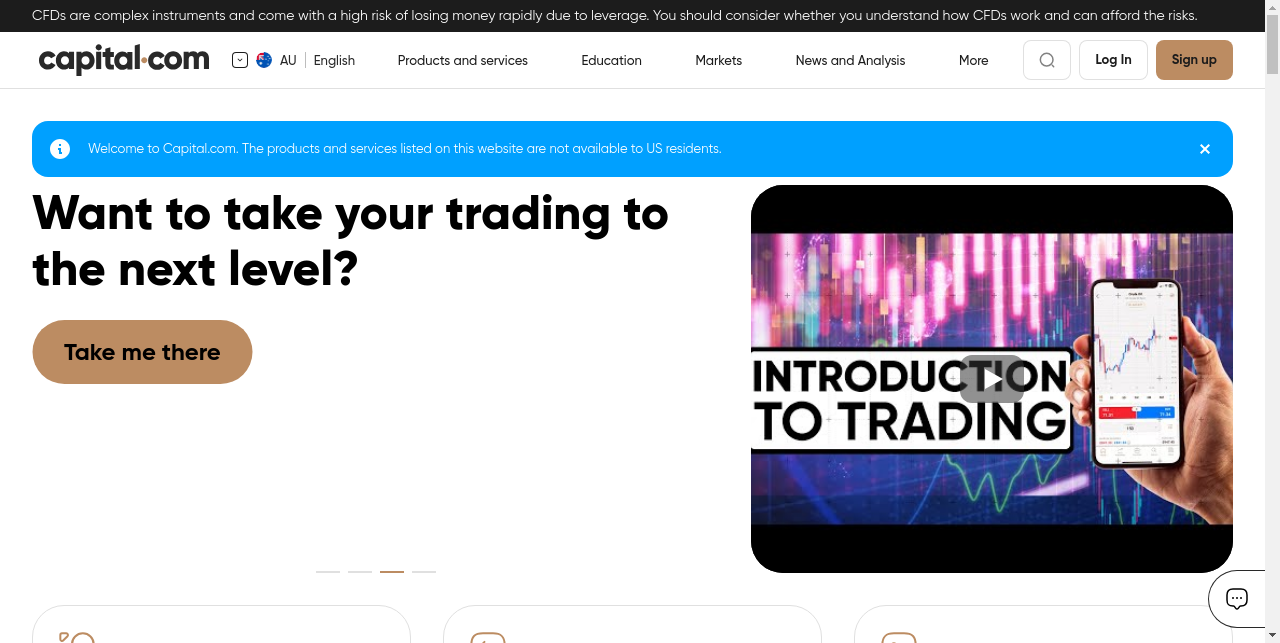 CFDs are complex instruments and come with a high risk of losing money rapidly due to leverage. You should consider whether you understand how CFDs work and can afford the risks.
capital.com
AU
English
Products and services
Education
Markets
News and Analysis
More
Log In
Sign up
Welcome to Capital.com. The products and services listed on this website are not available to US residents.
Want to take your trading to
the next level?
Take me there
INTRODUCTION
TO TRADING